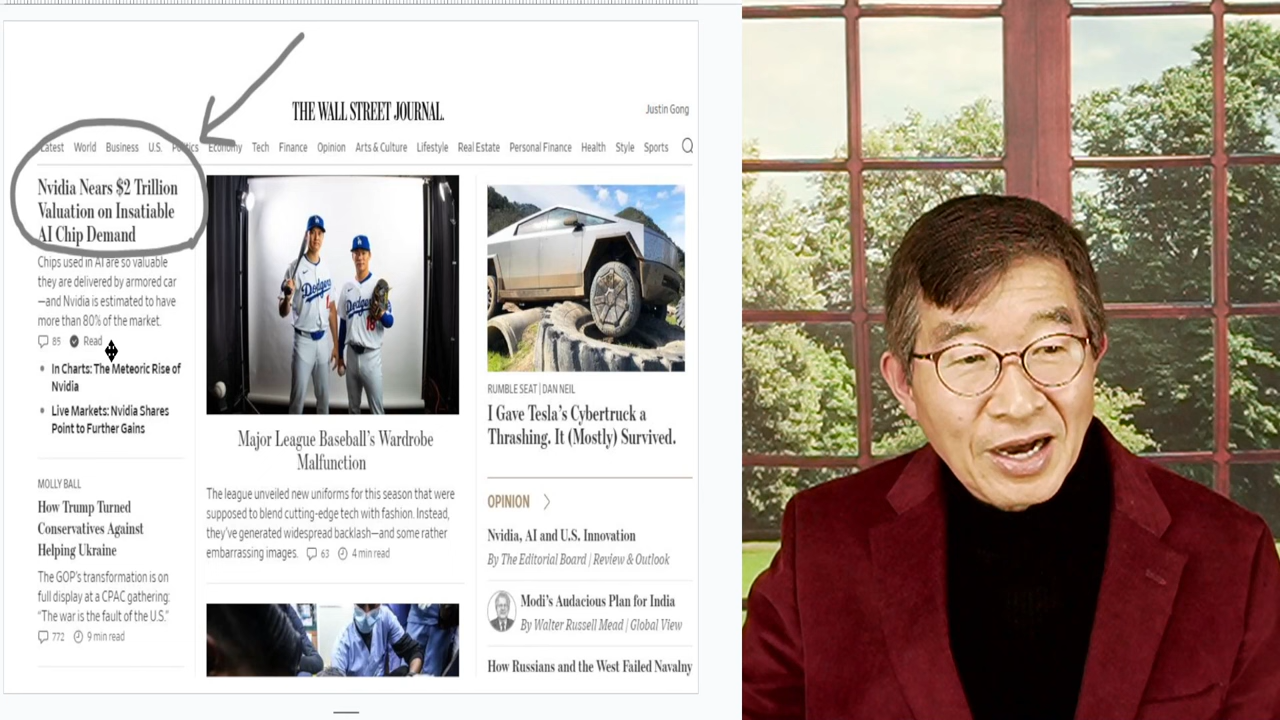 THE WALL STREET JOURNAL.
Justin Gong
Latest World Business U.S. Politics Economy Tech Finance Opinion Arts & Culture Lifestyle Real Estate Personal Finance Health Style Sports
Nvidia Nears $2 Trillion
Valuation on Insatiable
AI Chip Demand
Chips used in AI are so valuable
they are delivered by armored car
—and Nvidia is estimated to have
more than 80% of the market.
85 Read
In Charts: The Meteoric Rise of
Nvidia
Live Markets: Nvidia Shares
Point to Further Gains
MOLLY BALL
How Trump Turned
Conservatives Against
Helping Ukraine
The GOP's transformation is on
full display at a CPAC gathering:
“The war is the fault of the U.S.”
772 9 min read
Dodgers
Dodgers
Major League Baseball’s Wardrobe
Malfunction
The league unveiled new uniforms for this season that were
supposed to blend cutting-edge tech with fashion. Instead,
they’ve generated widespread backlash—and some rather
embarrassing images. 63 4 min read
RUMBLE SEAT | DAN NEIL
I Gave Tesla’s Cybertruck a
Thrashing. It (Mostly) Survived.
OPINION
Nvidia, AI and U.S. Innovation
By The Editorial Board | Review & Outlook
Modi’s Audacious Plan for India
By Walter Russell Mead | Global View
How Russians and the West Failed Navalny